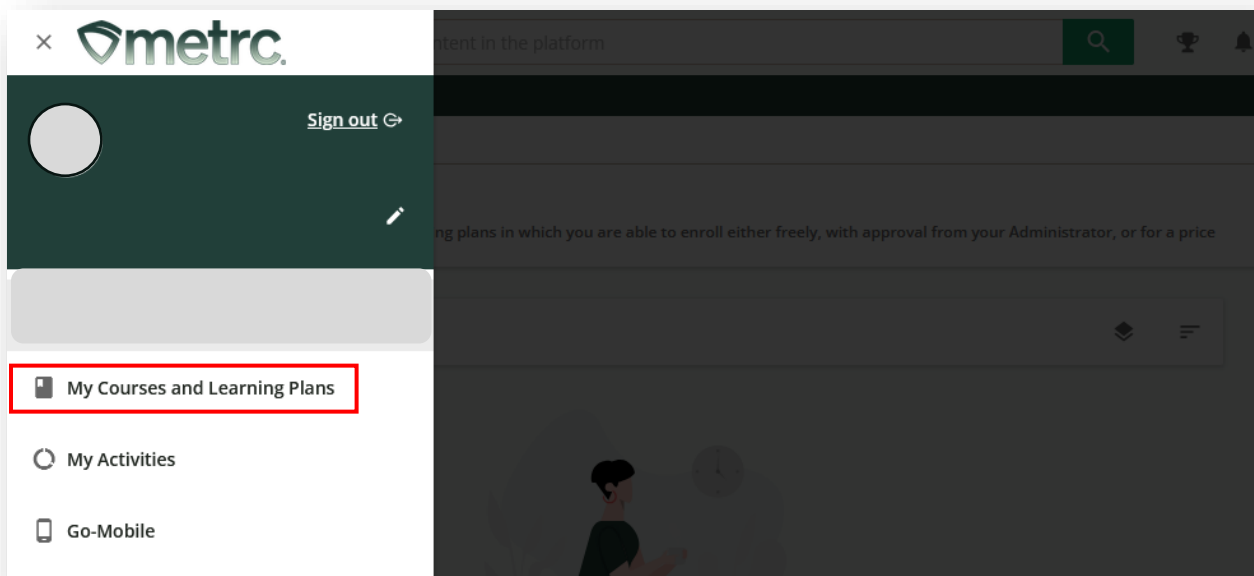 metrc.
ntent in the platform
Sign out
ng plans in which you are able to enroll either freely, with approval from your Administrator, or for a price
My Courses and Learning Plans
My Activities
Go-Mobile